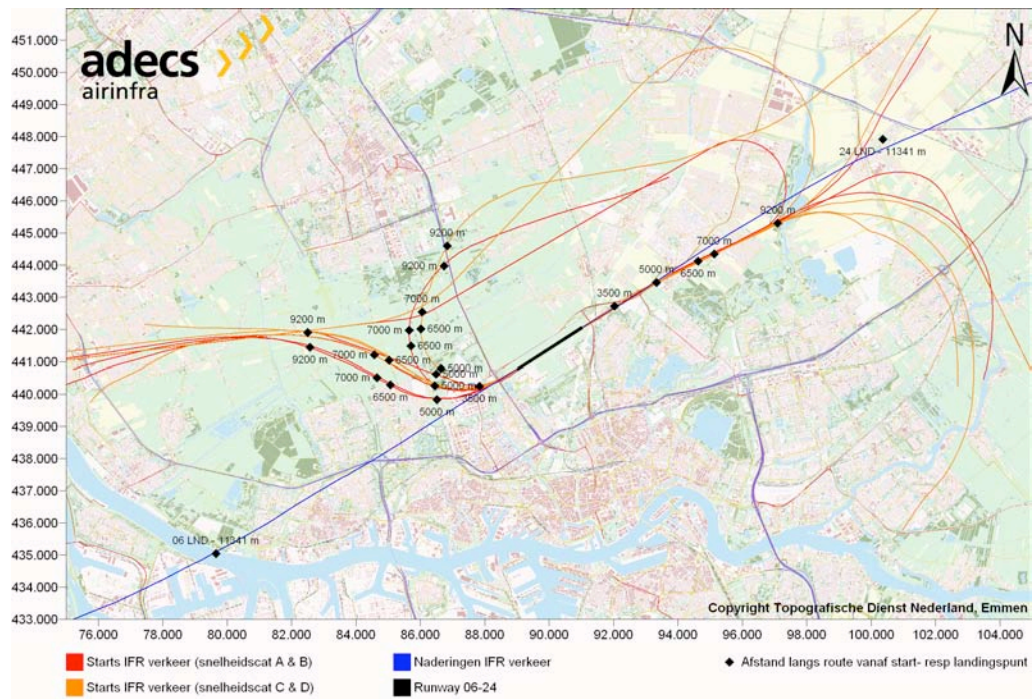 451.000
450.000
449.000
448.000
447.000
446.000
445.000
444.000
443.000
442.000
441.000
440.000
439.000
438.000
437.000
436.000
435.000
434.000
433.000
adecs
airinfra
N
24 LND - 11341 m
9200 m
7000 m
6500 m
5000 m
3500 m
9200 m
9200 m
7000 m
7000 m
6500 m
6500 m
9200 m
9200 m
7000 m
6500 m
7000 m
6500 m
5000 m
5000 m
5000 m
3500 m
5000 m
06 LND - 11341 m
Copyright Topografische Dienst Nederland, Emmen
76.000 78.000 80.000 82.000 84.000 86.000 88.000 90.000 92.000 94.000 96.000 98.000 100.000 102.000 104.000
Starts IFR verkeer (snelheidscat A & B)
Naderingen IFR verkeer
Afstand langs route vanaf start- resp landingspunt
Starts IFR verkeer (snelheidscat C & D)
Runway 06-24